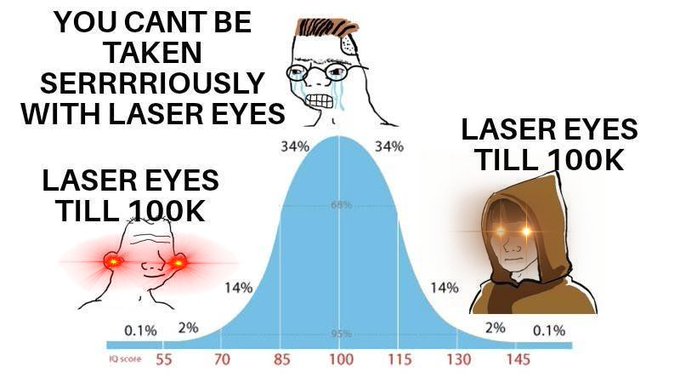 YOU CANT BE
TAKEN
SERRRRIOUSLY
WITH LASER EYES
LASER EYES
TILL 100K
LASER EYES
TILL 100K
34% 34%
68%
14% 14%
95%
0.1% 2% 2% 0.1%
IQ score 55 70 85 100 115 130 145